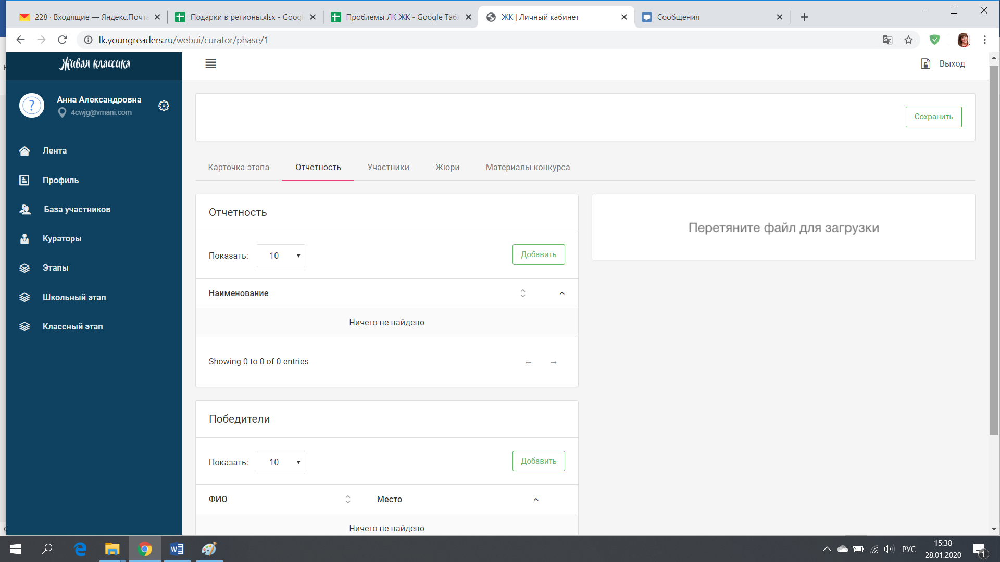 228 · Входящие — Яндекс.Почта
Подарки в регионы.xlsx - Goog
Проблемы ЛК ЖК - Google Таб
ЖК | Личный кабинет
Сообщения
lk.youngreaders.ru/webui/curator/phase/1
Живая классика
Выход
Анна Александровна
4cwjg@vmani.com
Сохранить
Лента
Профиль
База участников
Кураторы
Этапы
Школьный этап
Классный этап
Карточка этапа
Отчетность
Участники
Жюри
Материалы конкурса
Отчетность
Показать: 10
Добавить
Наименование
Ничего не найдено
Showing 0 to 0 of 0 entries
Перетяните файл для загрузки
Победители
Показать: 10
Добавить
ФИО Место
Ничего не найдено
РУС
15:38
28.01.2020
1